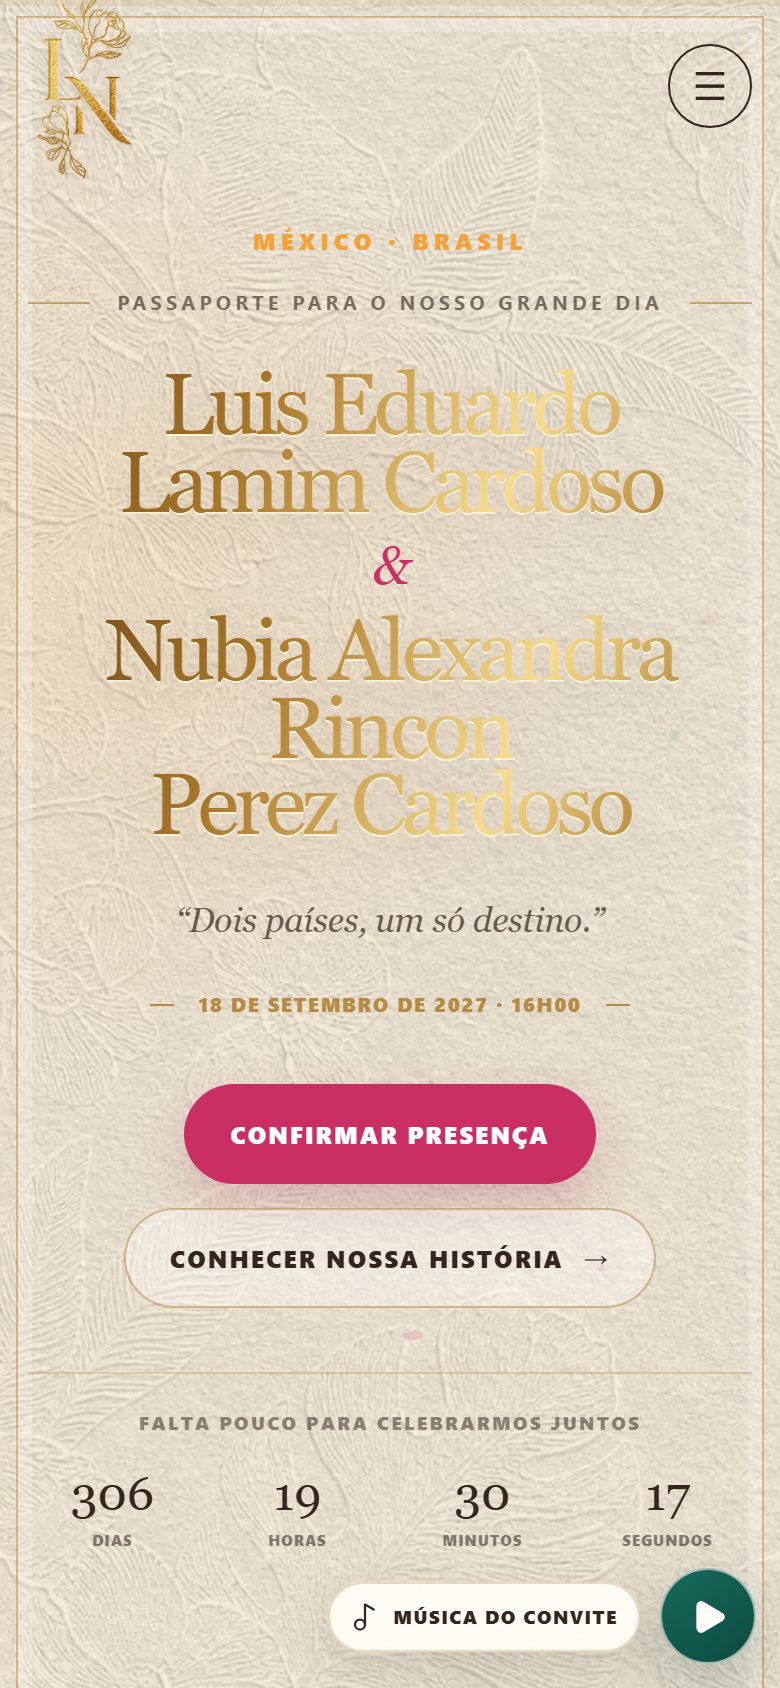 LN
MÉXICO · BRASIL
PASSAPORTE PARA O NOSSO GRANDE DIA
Luis Eduardo
Lamim Cardoso
&
Nubia Alexandra
Rincon
Perez Cardoso
“Dois países, um só destino.”
18 DE SETEMBRO DE 2027 · 16H00
CONFIRMAR PRESENÇA
CONHECER NOSSA HISTÓRIA →
FALTA POUCO PARA CELEBRARMOS JUNTOS
306 19 30 17
DIAS HORAS MINUTOS SEGUNDOS
MÚSICA DO CONVITE